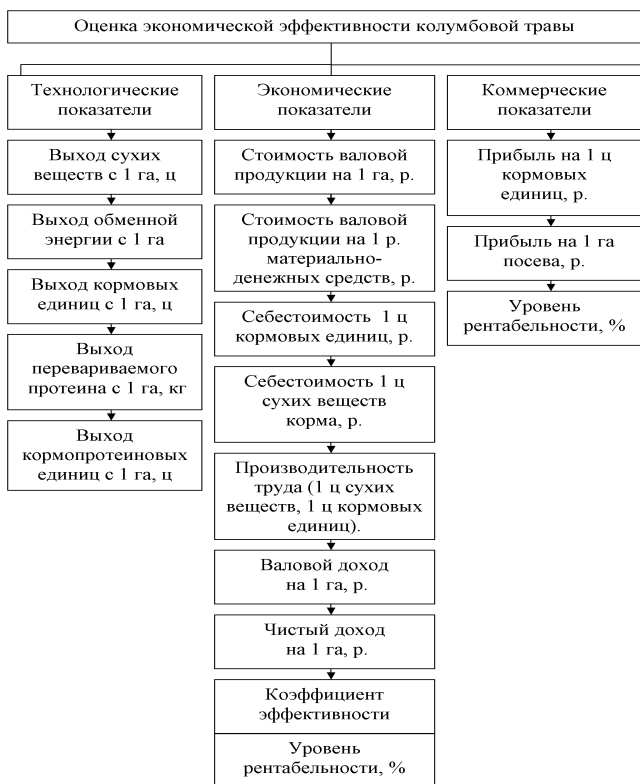 Оценка экономической эффективности колумбовой травы
Технологические
показатели
Выход сухих
веществ с 1 га, ц
Выход обменной
энергии с 1 га
Выход кормовых
единиц с 1 га, ц
Выход
перевариваемого
протеина с 1 га, кг
Выход
кормопротеиновых
единиц с 1 га, ц
Экономические
показатели
Стоимость валовой
продукции на 1 га, р.
Стоимость валовой
продукции на 1 р.
материально-
денежных средств, р.
Себестоимость 1 ц
кормовых единиц, р.
Себестоимость 1 ц
сухих веществ
корма, р.
Производительность
труда (1 ц сухих
веществ, 1 ц кормовых
единиц).
Валовой доход
на 1 га, р.
Чистый доход
на 1 га, р.
Коэффициент
эффективности
Уровень
рентабельности, %
Коммерческие
показатели
Прибыль на 1 ц
кормовых
единиц, р.
Прибыль на 1 га
посева, р.
Уровень
рентабельности, %